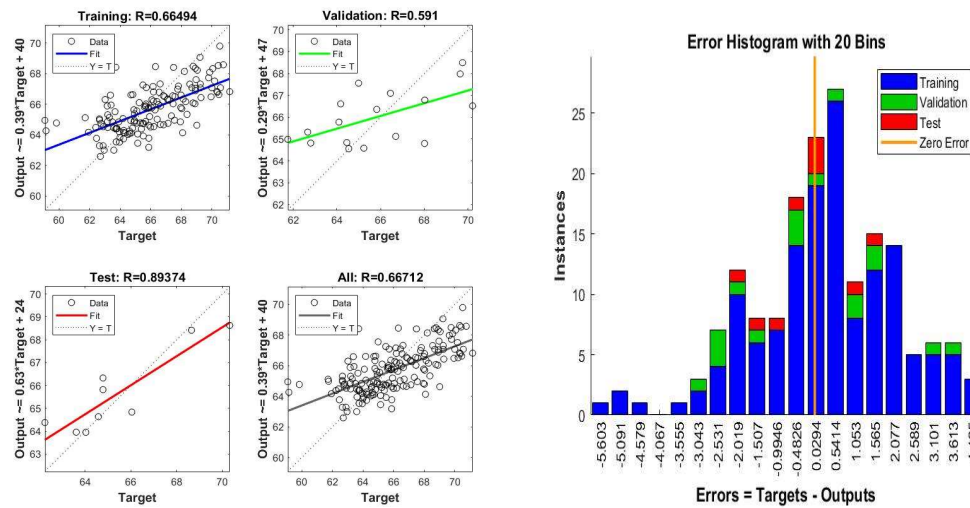 Training: R=0.66494
Output ~= 0.39*Target + 40
70
68
66
64
62
60
Data
Fit
Y = T
60 62 64 66 68 70
Target
Validation: R=0.591
Output ~= 0.29*Target + 47
70
69
68
67
66
65
64
63
62
Data
Fit
Y = T
62 64 66 68 70
Target
Test: R=0.89374
Output ~= 0.63*Target + 24
70
69
68
67
66
65
64
63
Data
Fit
Y = T
64 66 68 70
Target
All: R=0.66712
Output ~= 0.39*Target + 40
70
68
66
64
62
60
Data
Fit
Y = T
60 62 64 66 68 70
Target
Error Histogram with 20 Bins
Instances
25
20
15
10
5
0
Training
Validation
Test
Zero Error
-5.603
-5.091
-4.579
-4.067
-3.555
-3.043
-2.531
-2.019
-1.507
-0.9946
-0.4826
0.0294
0.5414
1.053
1.565
2.077
2.589
3.101
3.613
Errors = Targets - Outputs